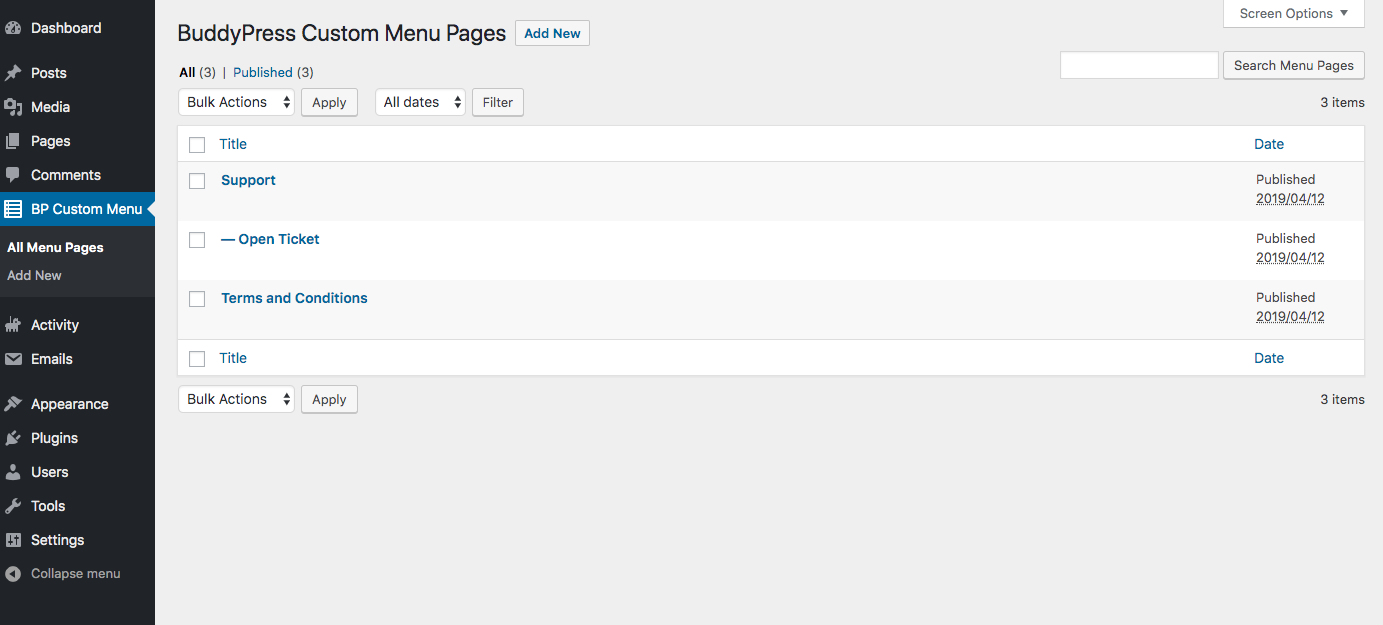 Dashboard
Posts
Media
Pages
Comments
BP Custom Menu
All Menu Pages
Add New
Activity
Emails
Appearance
Plugins
Users
Tools
Settings
Collapse menu
Screen Options
BuddyPress Custom Menu Pages Add New
All (3) | Published (3)
Search Menu Pages
Bulk Actions Apply All dates Filter 3 items
Title Date
Support Published
2019/04/12
— Open Ticket Published
2019/04/12
Terms and Conditions Published
2019/04/12
Title Date
Bulk Actions Apply 3 items